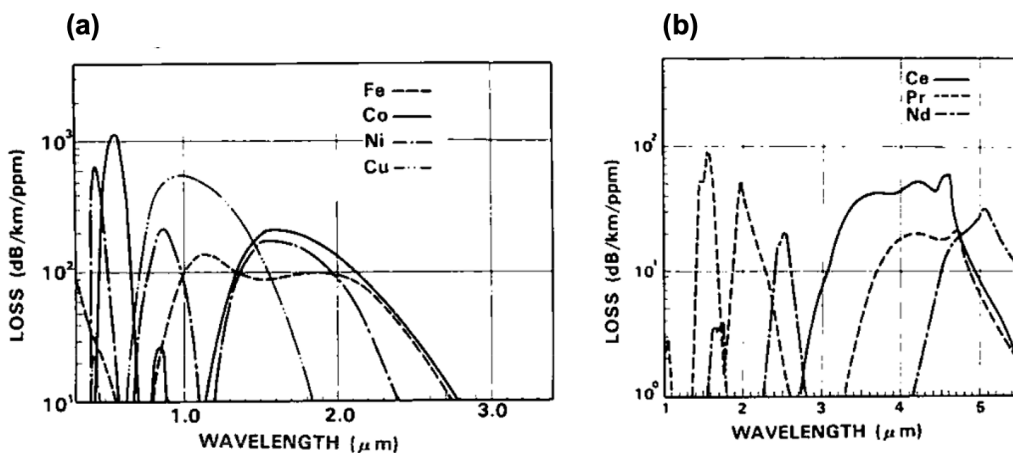 (a)
Fe
Co
Ni
Cu
10³
10²
10¹
LOSS (dB/km/ppm)
1.0 2.0 3.0
WAVELENGTH (μm)
(b)
Ce
Pr
Nd
10²
10¹
10⁰
LOSS (dB/km/ppm)
1 2 3 4 5
WAVELENGTH (μm)